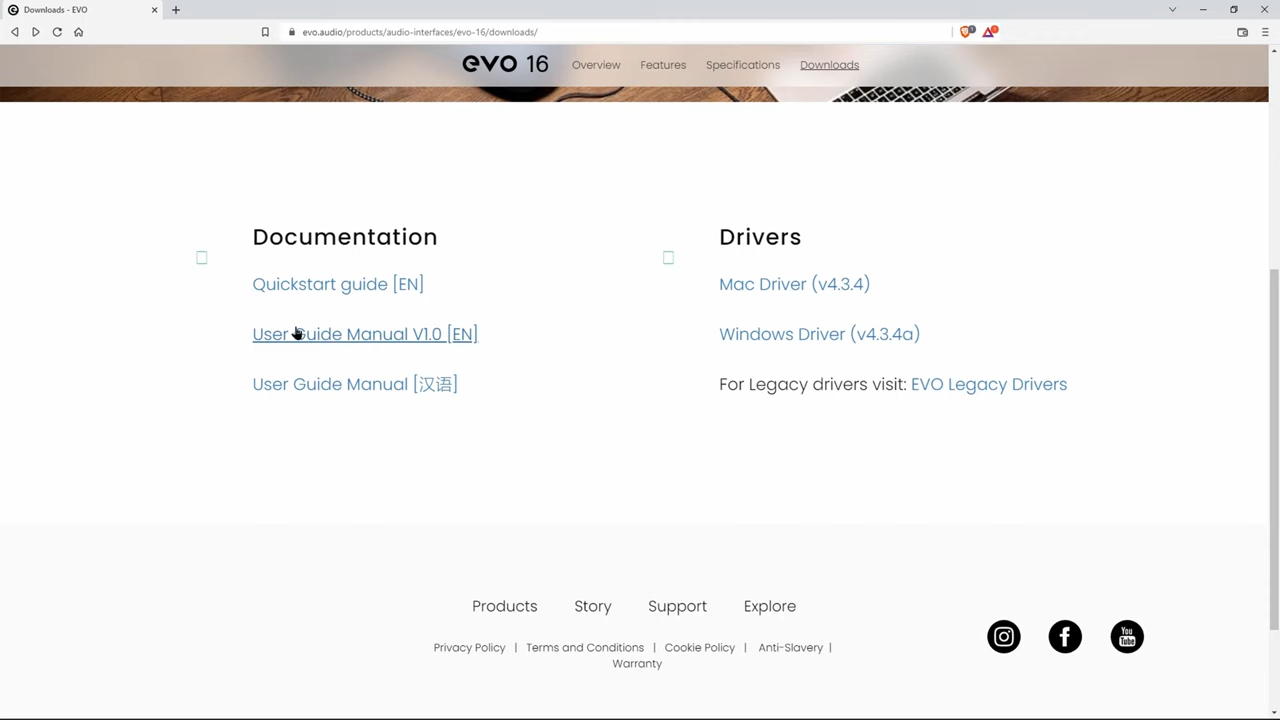 Downloads - EVO
evo.audio/products/audio-interfaces/evo-16/downloads/
evo 16
Overview
Features
Specifications
Downloads
Documentation
Quickstart guide [EN]
User Guide Manual V1.0 [EN]
User Guide Manual [汉语]
Drivers
Mac Driver (v4.3.4)
Windows Driver (v4.3.4a)
For Legacy drivers visit: EVO Legacy Drivers
Products
Story
Support
Explore
Privacy Policy | Terms and Conditions | Cookie Policy | Anti-Slavery |
Warranty
You
Tube